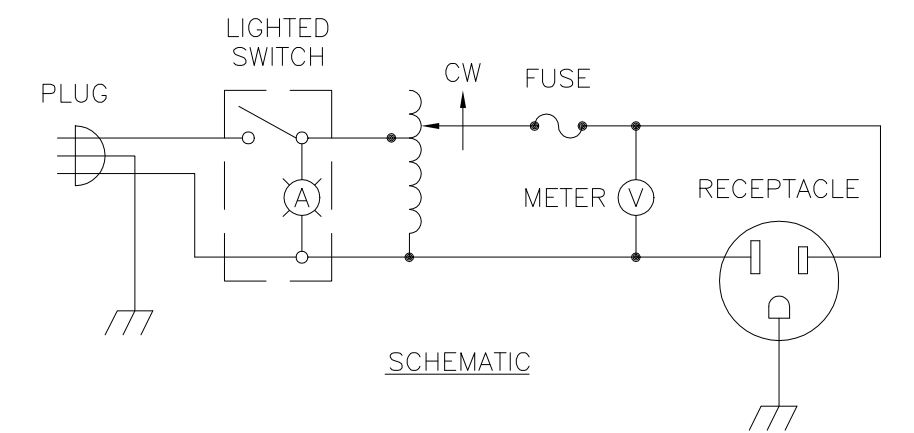 LIGHTED
SWITCH
PLUG
CW
FUSE
A
METER
V
RECEPTACLE
SCHEMATIC